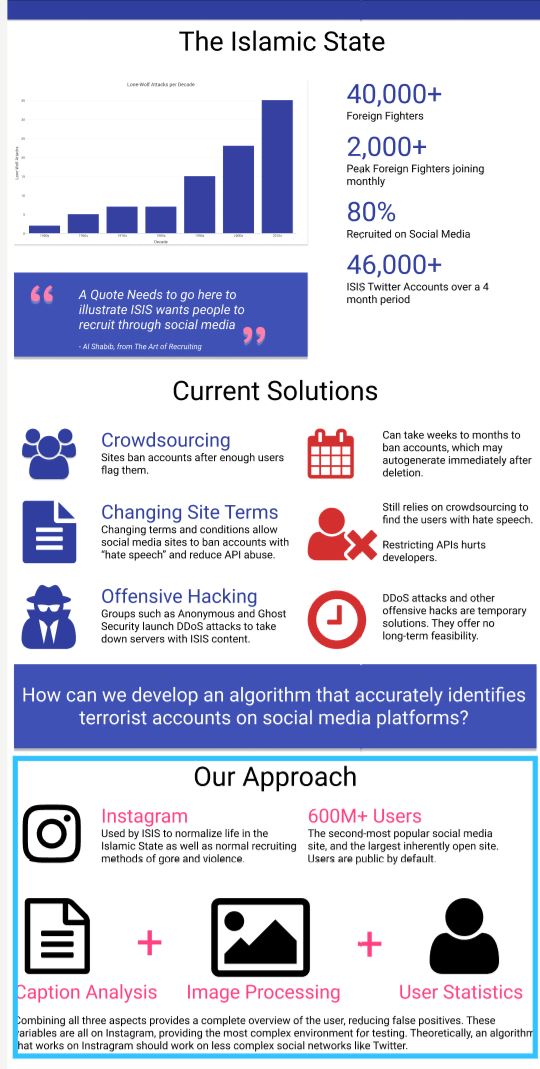 The Islamic State
Lone-Wolf Attacks per Decade
Lone-Wolf Attacks
Decade
40,000+
Foreign Fighters
2,000+
Peak Foreign Fighters joining
monthly
80%
Recruited on Social Media
46,000+
ISIS Twitter Accounts over a 4
month period
“
A Quote Needs to go here to
illustrate ISIS wants people to
recruit through social media
”
- Al Shabib, from The Art of Recruiting
Current Solutions
Crowdsourcing
Sites ban accounts after enough users
flag them.
Can take weeks to months to
ban accounts, which may
autogenerate immediately after
deletion.
Changing Site Terms
Changing terms and conditions allow
social media sites to ban accounts with
“hate speech” and reduce API abuse.
Still relies on crowdsourcing to
find the users with hate speech.
Restricting APIs hurts
developers.
Offensive Hacking
Groups such as Anonymous and Ghost
Security launch DDoS attacks to take
down servers with ISIS content.
DDoS attacks and other
offensive hacks are temporary
solutions. They offer no
long-term feasibility.
How can we develop an algorithm that accurately identifies
terrorist accounts on social media platforms?
Our Approach
Instagram
Used by ISIS to normalize life in the
Islamic State as well as normal recruiting
methods of gore and violence.
600M+ Users
The second-most popular social media
site, and the largest inherently open site.
Users are public by default.
+
+
Caption Analysis
Image Processing
User Statistics
Combining all three aspects provides a complete overview of the user, reducing false positives. These
variables are all on Instagram, providing the most complex environment for testing. Theoretically, an algorithm
that works on Instragram should work on less complex social networks like Twitter.